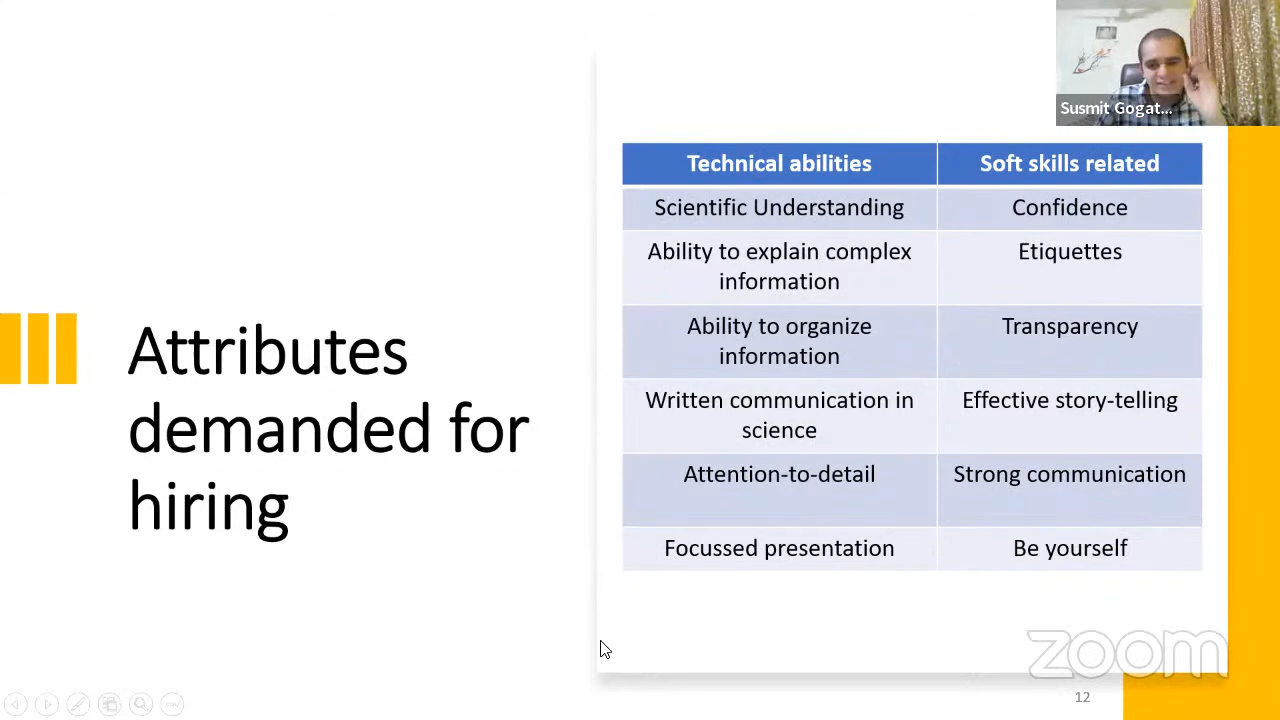 Susmit Gogat...
Attributes
demanded for
hiring
Technical abilities
Soft skills related
Scientific Understanding
Confidence
Ability to explain complex
information
Etiquettes
Ability to organize
information
Transparency
Written communication in
science
Effective story-telling
Attention-to-detail
Strong communication
Focussed presentation
Be yourself
zoom
12